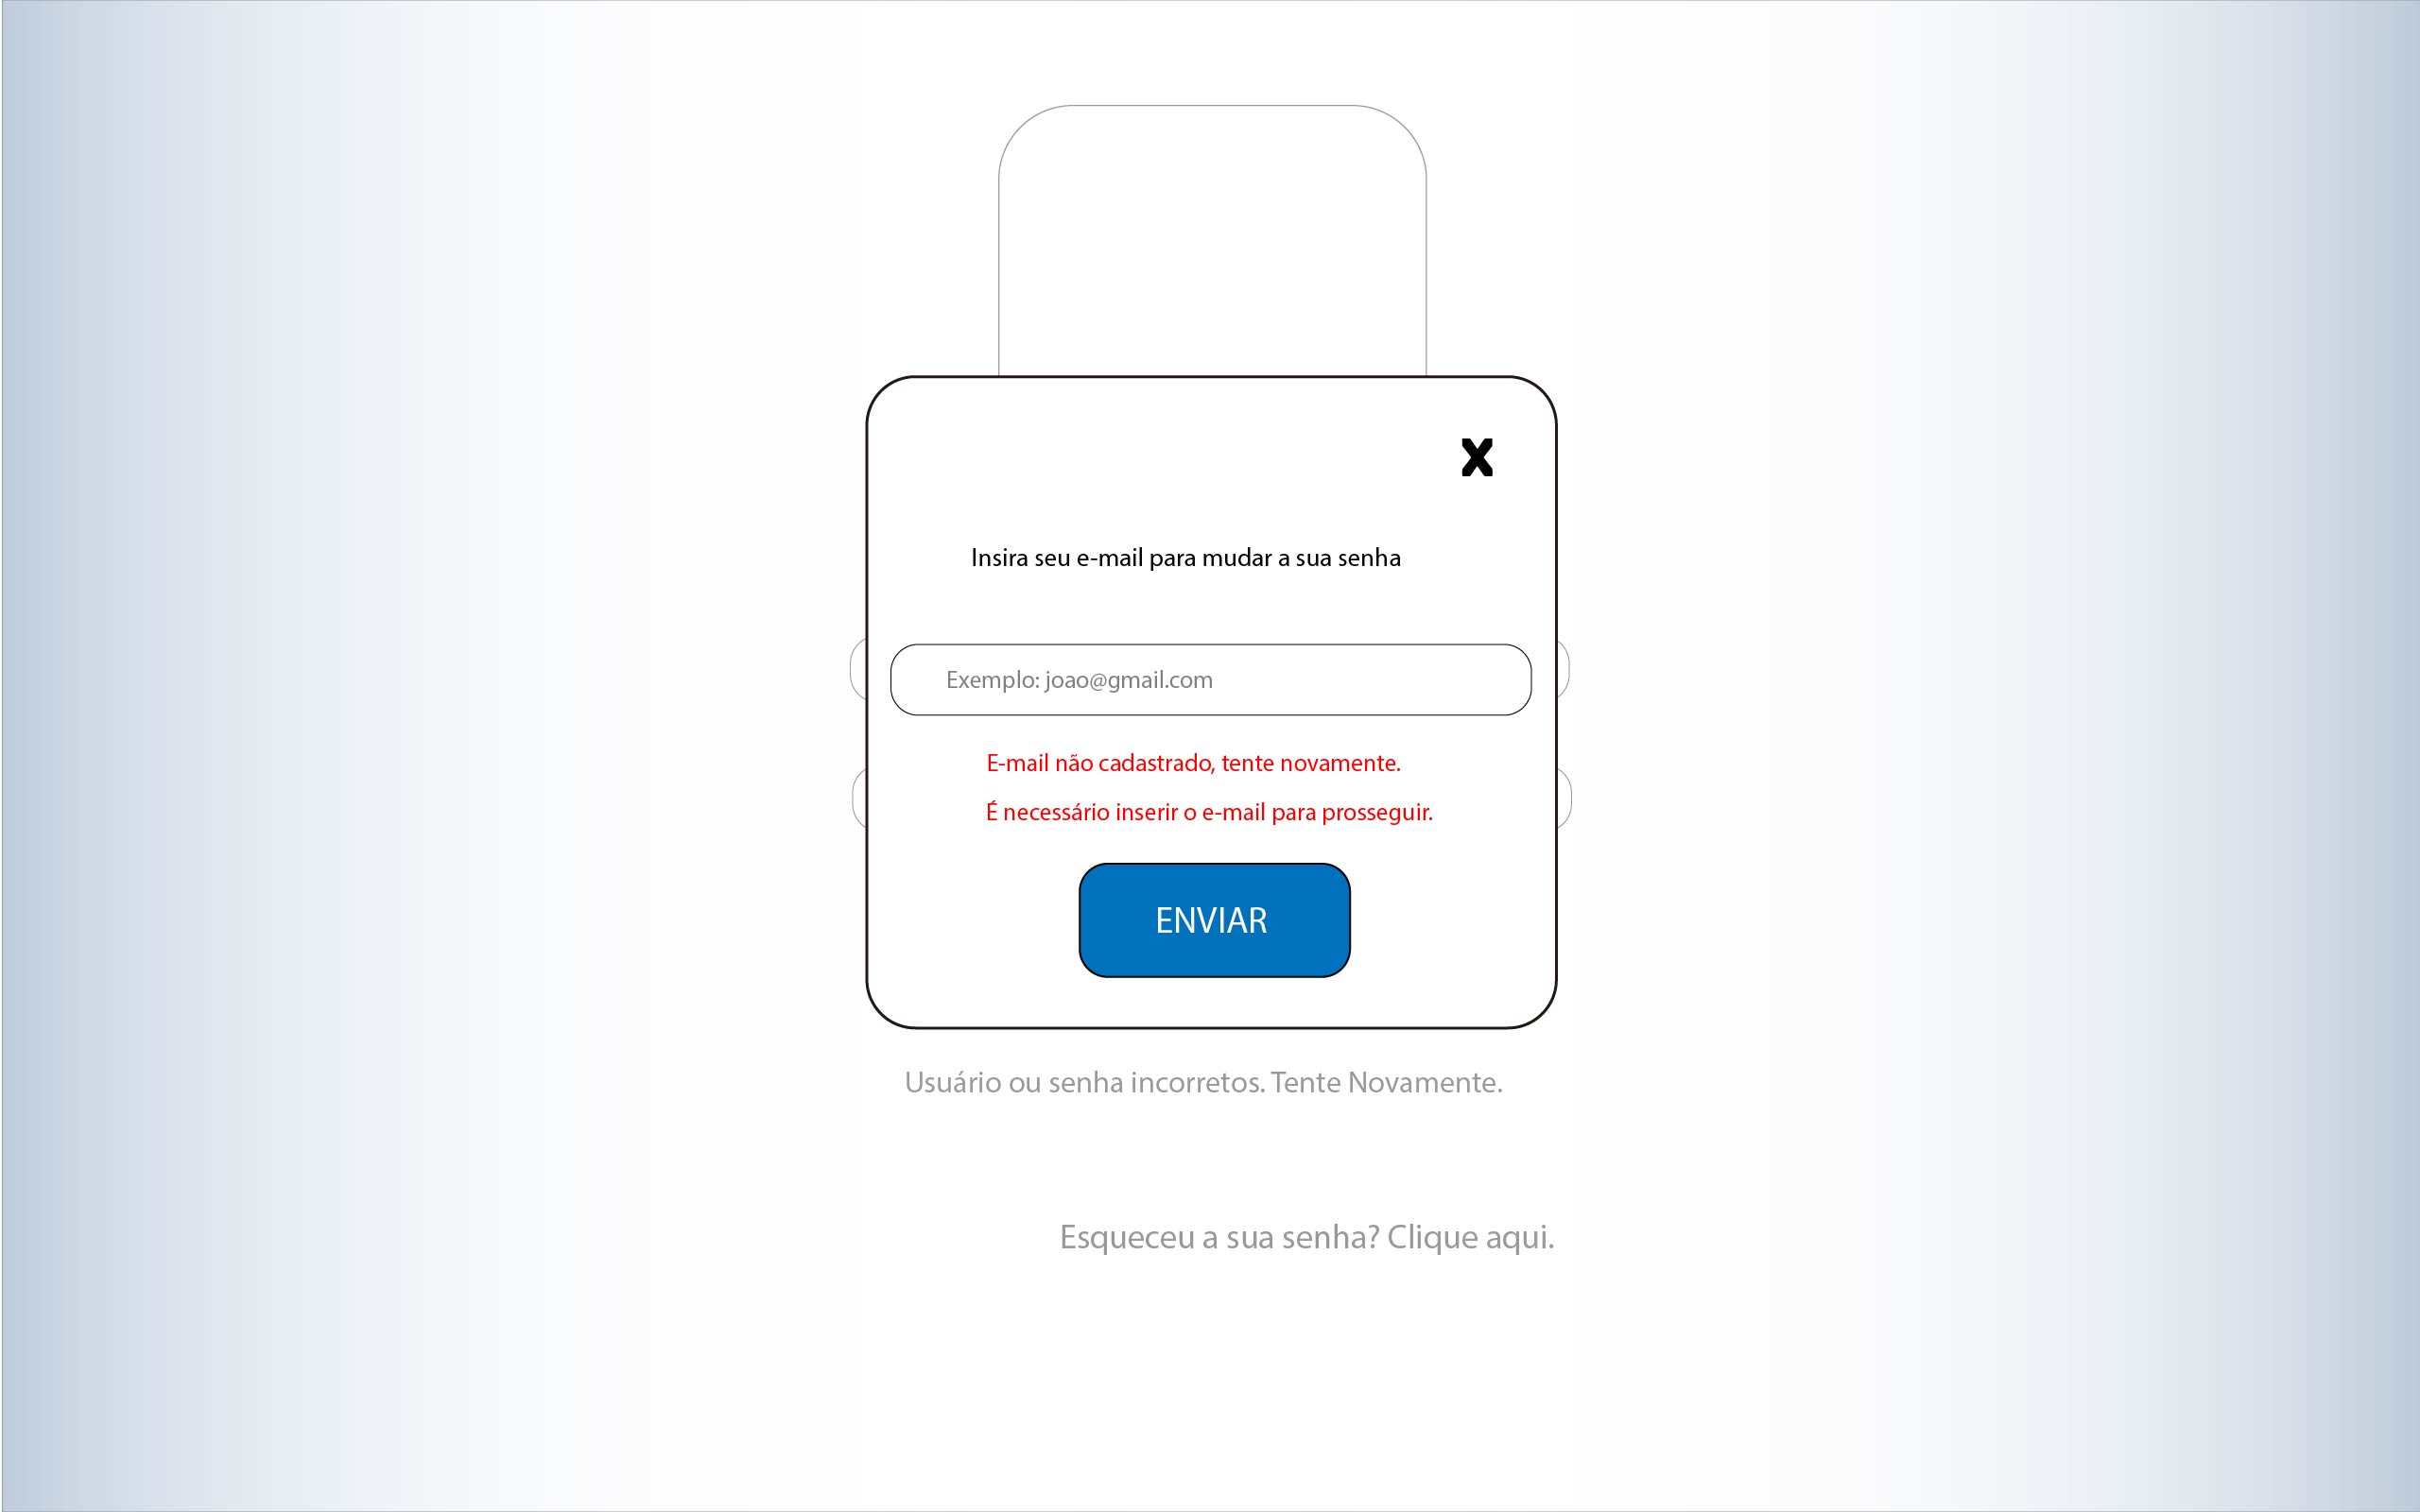 X
Insira seu e-mail para mudar a sua senha
Exemplo: joao@gmail.com
E-mail não cadastrado, tente novamente.
É necessário inserir o e-mail para prosseguir.
ENVIAR
Usuário ou senha incorretos. Tente Novamente.
Esqueceu a sua senha? Clique aqui.